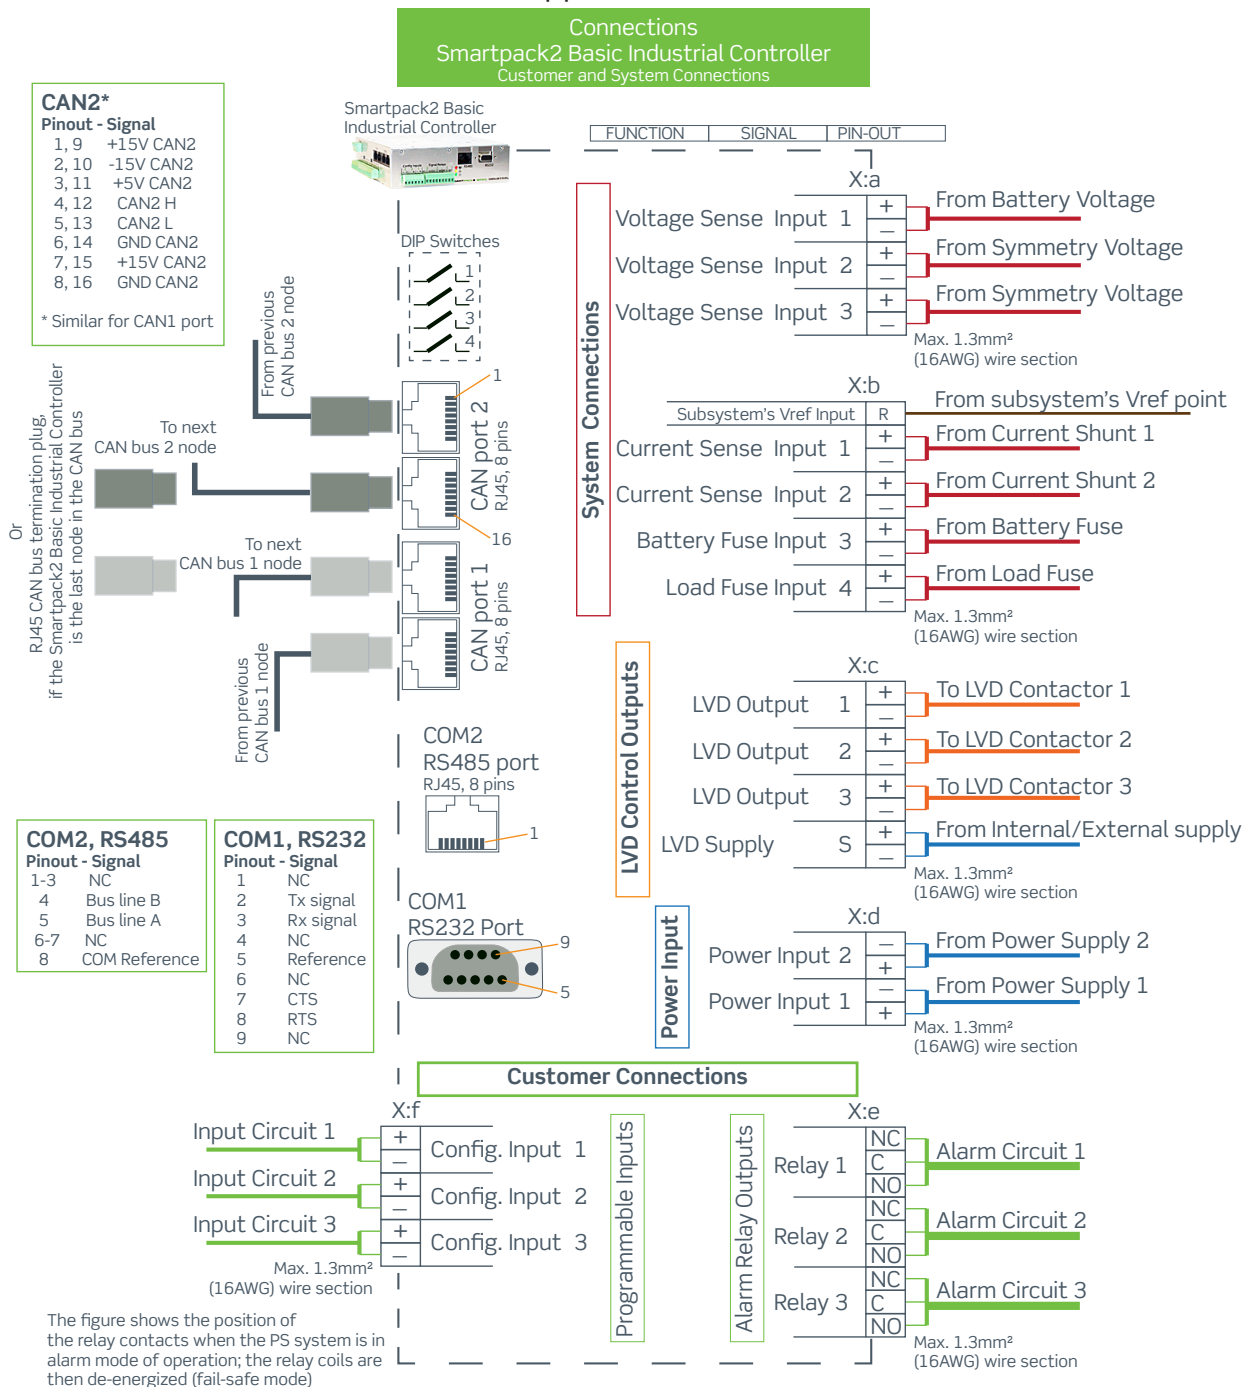 Connections
Smartpack2 Basic Industrial Controller
Customer and System Connections
CAN2*
Pinout - Signal
1, 9 +15V CAN2
2, 10 -15V CAN2
3, 11 +5V CAN2
4, 12 CAN2 H
5, 13 CAN2 L
6, 14 GND CAN2
7, 15 +15V CAN2
8, 16 GND CAN2
* Similar for CAN1 port
Smartpack2 Basic
Industrial Controller
FUNCTION SIGNAL PIN-OUT
DIP Switches
1
2
3
4
From previous
CAN bus 2 node
To next
CAN bus 2 node
RJ45 CAN bus termination plug,
if the Smartpack2 Basic Industrial Controller
is the last node in the CAN bus
Or
To next
CAN bus 1 node
From previous
CAN bus 1 node
1
CAN port 2
RJ45, 8 pins
16
CAN port 1
RJ45, 8 pins
COM2
RS485 port
RJ45, 8 pins
1
COM1
RS232 Port
9
5
COM2, RS485
Pinout - Signal
1-3 NC
4 Bus line B
5 Bus line A
6-7 NC
8 COM Reference
COM1, RS232
Pinout - Signal
1 NC
2 Tx signal
3 Rx signal
4 NC
5 Reference
6 NC
7 CTS
8 RTS
9 NC
System Connections
X:a
Voltage Sense Input 1 + – From Battery Voltage
Voltage Sense Input 2 + – From Symmetry Voltage
Voltage Sense Input 3 + – From Symmetry Voltage
Max. 1.3mm²
(16AWG) wire section
X:b
Subsystem's Vref Input R From subsystem's Vref point
Current Sense Input 1 + – From Current Shunt 1
Current Sense Input 2 + – From Current Shunt 2
Battery Fuse Input 3 + – From Battery Fuse
Load Fuse Input 4 + – From Load Fuse
Max. 1.3mm²
(16AWG) wire section
LVD Control Outputs
X:c
LVD Output 1 + – To LVD Contactor 1
LVD Output 2 + – To LVD Contactor 2
LVD Output 3 + – To LVD Contactor 3
LVD Supply S + – From Internal/External supply
Max. 1.3mm²
(16AWG) wire section
Power Input
X:d
Power Input 2 – + From Power Supply 2
Power Input 1 – + From Power Supply 1
Max. 1.3mm²
(16AWG) wire section
Customer Connections
X:f
Input Circuit 1 + – Config. Input 1
Input Circuit 2 + – Config. Input 2
Input Circuit 3 + – Config. Input 3
Max. 1.3mm²
(16AWG) wire section
Programmable Inputs
Alarm Relay Outputs
X:e
Relay 1 NC C NO Alarm Circuit 1
Relay 2 NC C NO Alarm Circuit 2
Relay 3 NC C NO Alarm Circuit 3
Max. 1.3mm²
(16AWG) wire section
The figure shows the position of
the relay contacts when the PS system is in
alarm mode of operation; the relay coils are
then de-energized (fail-safe mode)